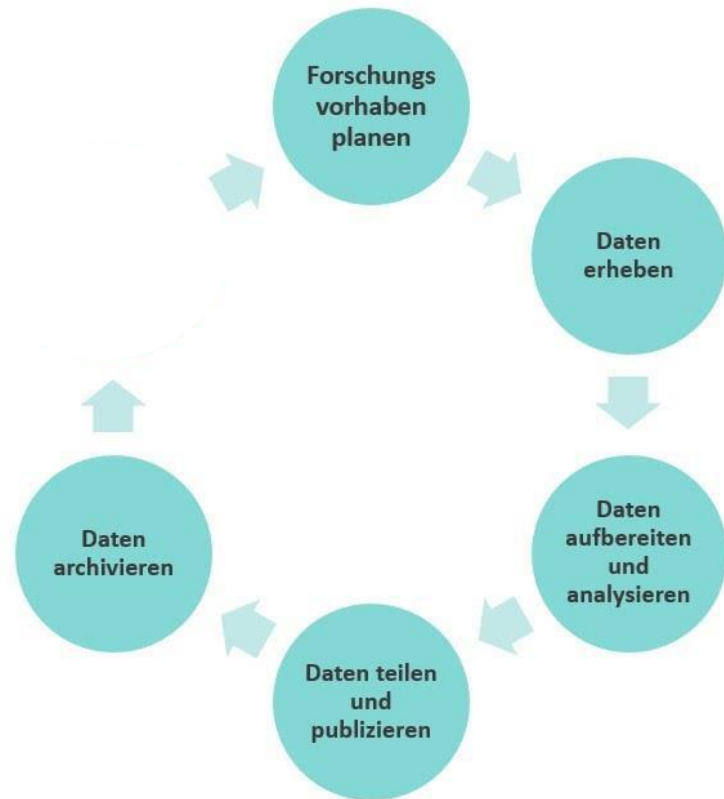 Forschungs
vorhaben
planen
Daten
erheben
Daten
aufbereiten
und
analysieren
Daten teilen
und
publizieren
Daten
archivieren